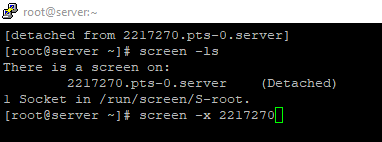 root@server:~
[detached from 2217270.pts-0.server]
[root@server ~]# screen -ls
There is a screen on:
        2217270.pts-0.server    (Detached)
1 Socket in /run/screen/S-root.
[root@server ~]# screen -x 2217270